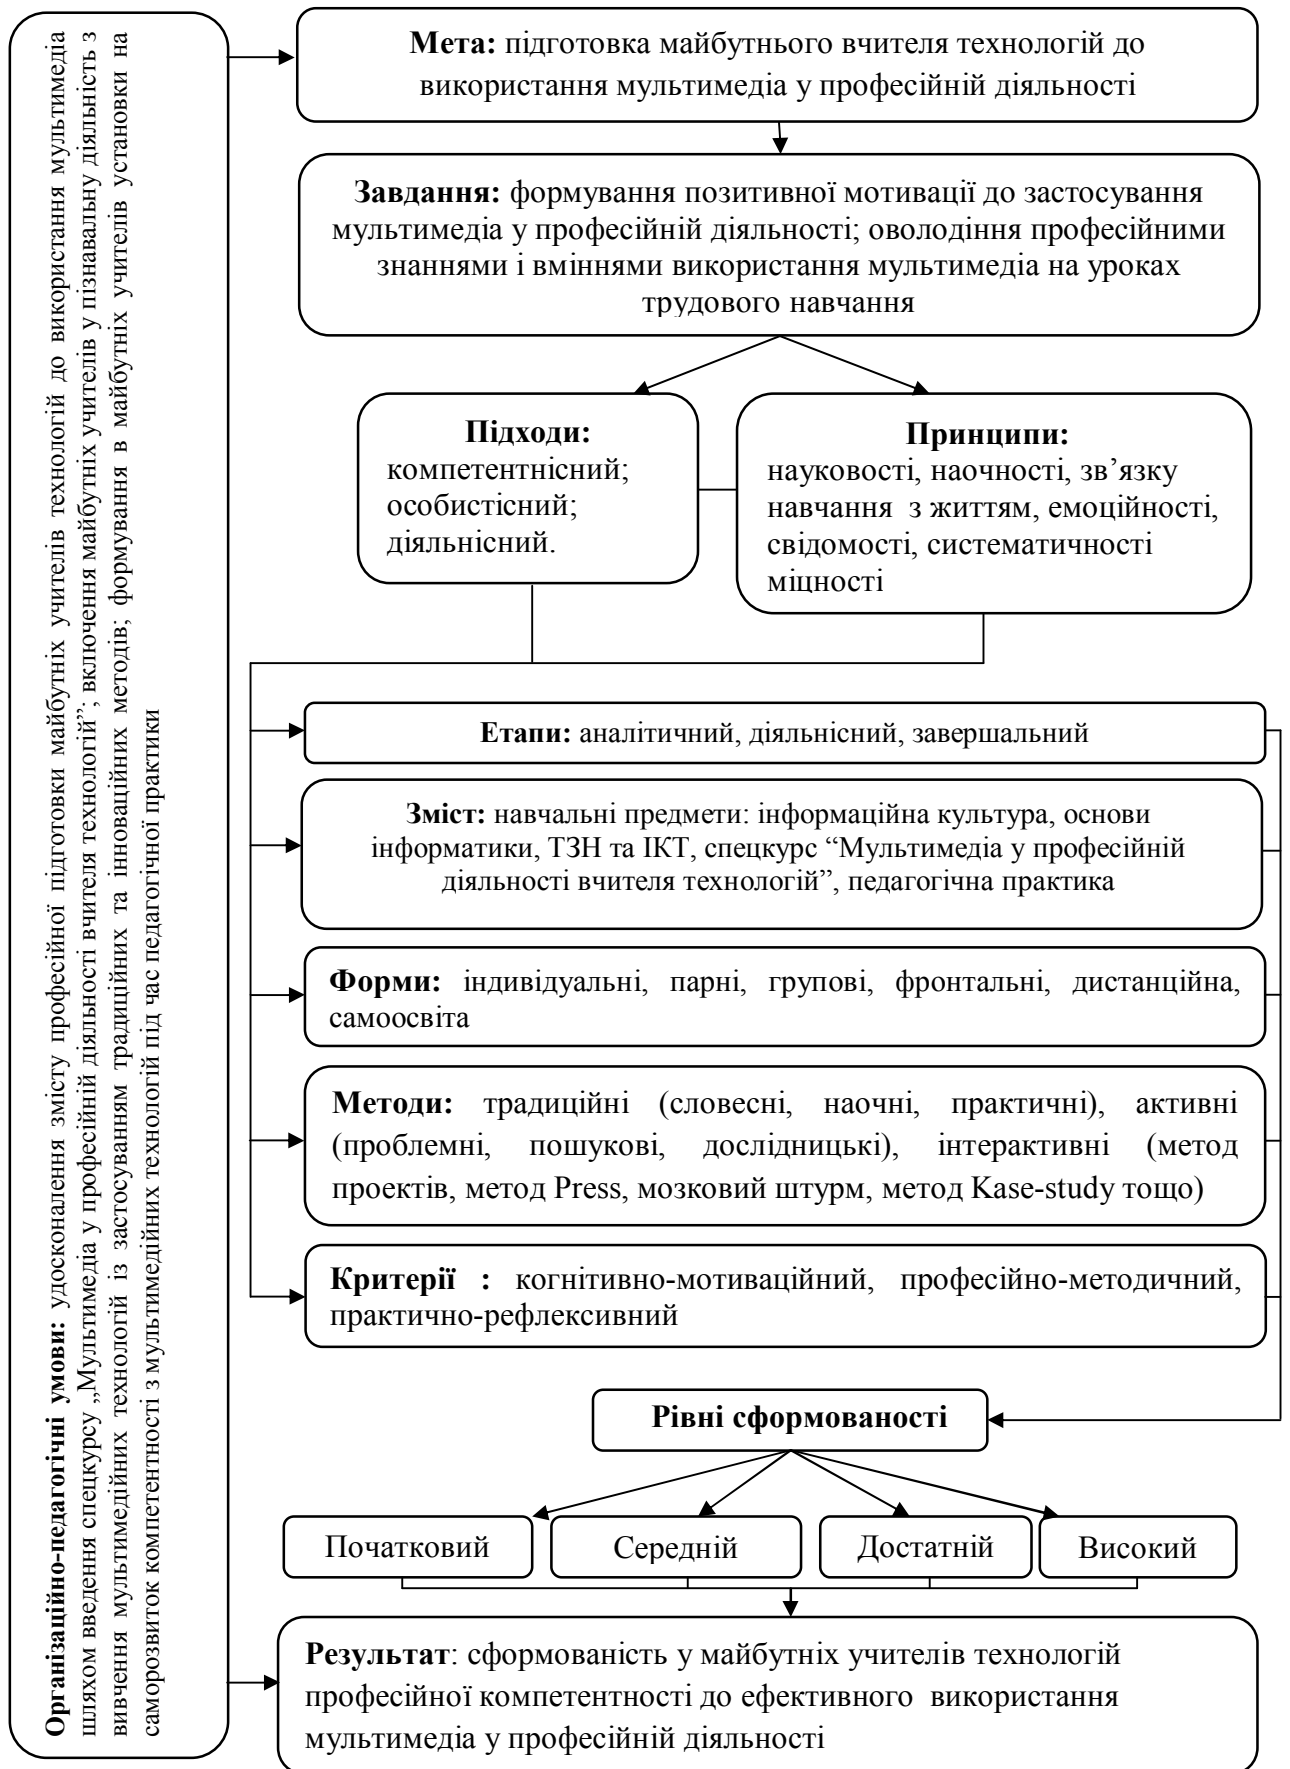 Організаційно-педагогічні умови: удосконалення змісту професійної підготовки майбутніх учителів технологій до використання мультимедіа
шляхом введення спецкурсу „Мультимедіа у професійній діяльності вчителя технологій”; включення майбутніх учителів у пізнавальну діяльність з
вивчення мультимедійних технологій із застосуванням традиційних та інноваційних методів; формування в майбутніх учителів установки на
саморозвиток компетентності з мультимедійних технологій під час педагогічної практики
Мета: підготовка майбутнього вчителя технологій до
використання мультимедіа у професійній діяльності
Завдання: формування позитивної мотивації до застосування
мультимедіа у професійній діяльності; оволодіння професійними
знаннями і вміннями використання мультимедіа на уроках
трудового навчання
Підходи:
компетентнісний;
особистісний;
діяльнісний.
Принципи:
науковості, наочності, зв’язку
навчання з життям, емоційності,
свідомості, систематичності
міцності
Етапи: аналітичний, діяльнісний, завершальний
Зміст: навчальні предмети: інформаційна культура, основи
інформатики, ТЗН та ІКТ, спецкурс “Мультимедіа у професійній
діяльності вчителя технологій”, педагогічна практика
Форми: індивідуальні, парні, групові, фронтальні, дистанційна,
самоосвіта
Методи: традиційні (словесні, наочні, практичні), активні
(проблемні, пошукові, дослідницькі), інтерактивні (метод
проектів, метод Press, мозковий штурм, метод Kase-study тощо)
Критерії : когнітивно-мотиваційний, професійно-методичний,
практично-рефлексивний
Рівні сформованості
Початковий
Середній
Достатній
Високий
Результат: сформованість у майбутніх учителів технологій
професійної компетентності до ефективного використання
мультимедіа у професійній діяльності